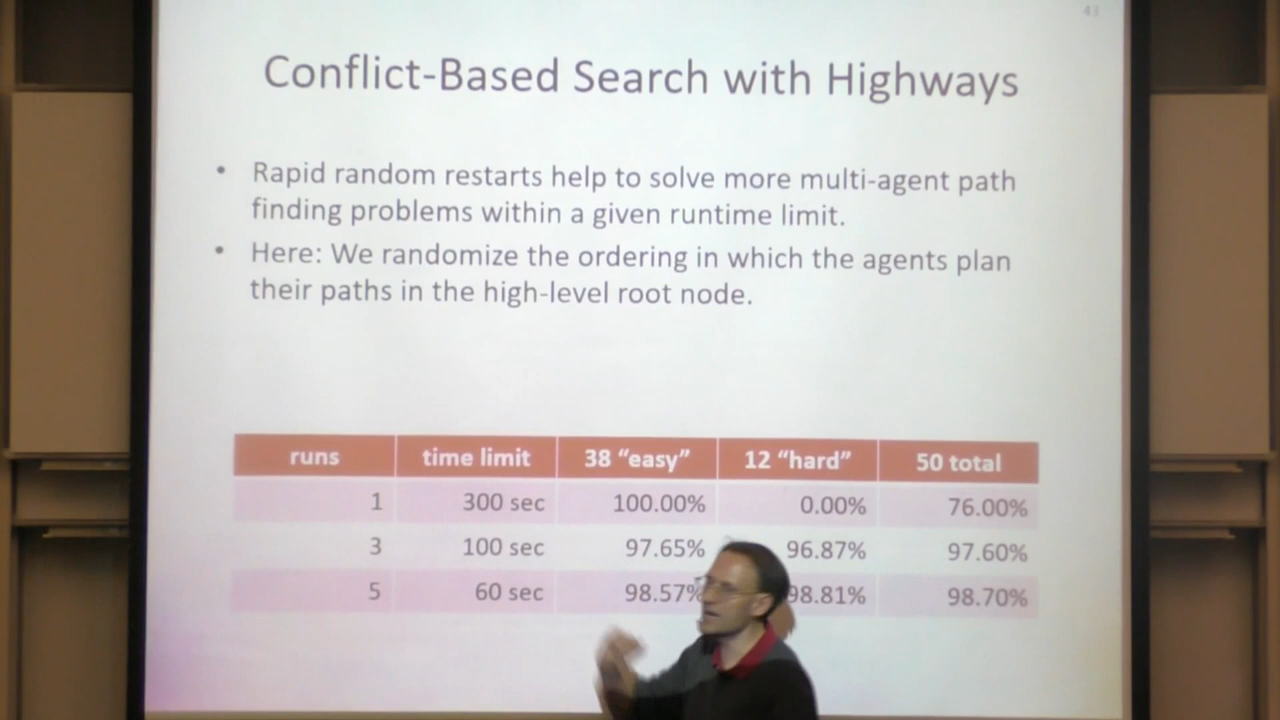 43
Conflict-Based Search with Highways
• Rapid random restarts help to solve more multi-agent path
finding problems within a given runtime limit.
• Here: We randomize the ordering in which the agents plan
their paths in the high-level root node.
runs time limit 38 “easy” 12 “hard” 50 total
1 300 sec 100.00% 0.00% 76.00%
3 100 sec 97.65% 96.87% 97.60%
5 60 sec 98.57% 98.81% 98.70%